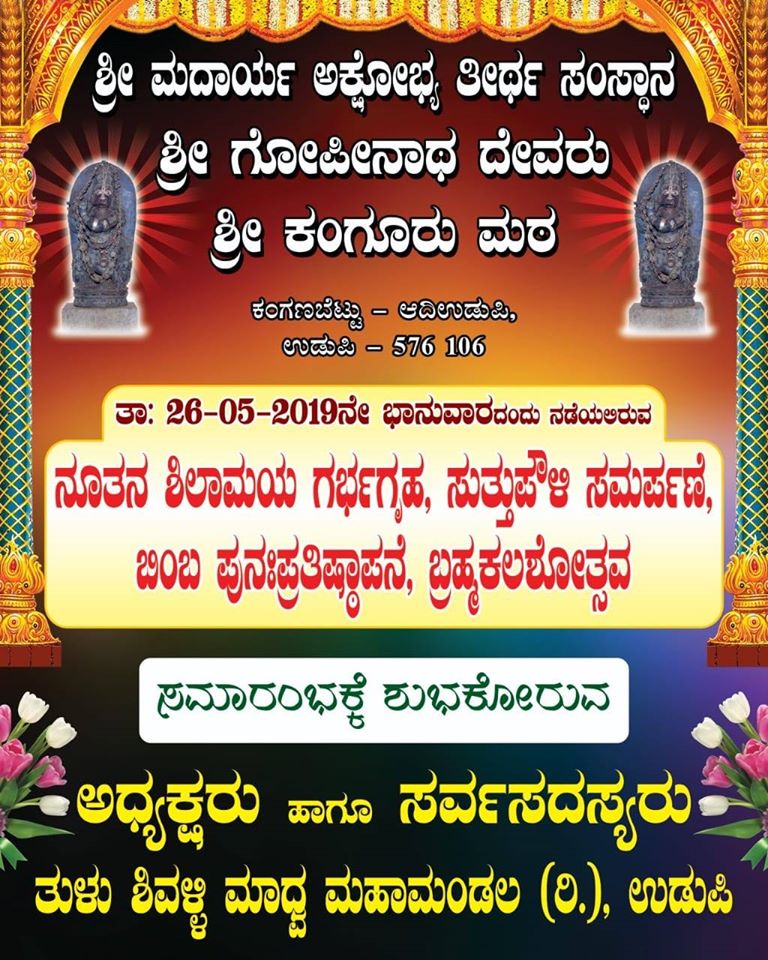 ಶ್ರೀ ಮದಾರ್ಯ ಅಕ್ಷೋಭ್ಯ ತೀರ್ಥ ಸಂಸ್ಥಾನ
ಶ್ರೀ ಗೋಪೀನಾಥ ದೇವರು
ಶ್ರೀ ಕಂಗೂರು ಮಠ
ಕಂಗಣಬೆಟ್ಟು – ಆದಿಉಡುಪಿ,
ಉಡುಪಿ – 576 106
ತಾ: 26-05-2019ನೇ ಭಾನುವಾರದಂದು ನಡೆಯಲಿರುವ
ನೂತನ ಶಿಲಾಮಯ ಗರ್ಭಗೃಹ, ಸುತ್ತುಪೌಳಿ ಸಮರ್ಪಣೆ,
ಬಿಂಬ ಪುನಃಪ್ರತಿಷ್ಠಾಪನೆ, ಬ್ರಹ್ಮಕಲಶೋತ್ಸವ
ಸಮಾರಂಭಕ್ಕೆ ಶುಭಕೋರುವ
ಅಧ್ಯಕ್ಷರು ಹಾಗೂ ಸರ್ವಸದಸ್ಯರು
ತುಳು ಶಿವಳ್ಳಿ ಮಾಧ್ವ ಮಹಾಮಂಡಲ (ರಿ.), ಉಡುಪಿ